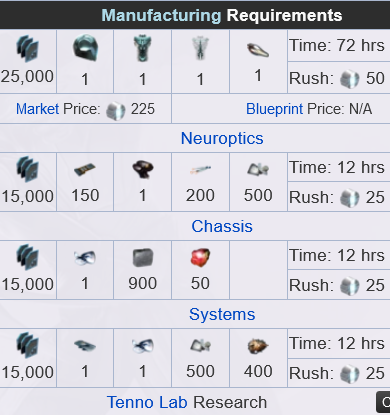 Manufacturing Requirements
25,000 1 1 1 1 Time: 72 hrs
Rush: 50
Market Price: 225 Blueprint Price: N/A
Neuroptics
15,000 150 1 200 500 Time: 12 hrs
Rush: 25
Chassis
15,000 1 900 50 Time: 12 hrs
Rush: 25
Systems
15,000 1 1 500 400 Time: 12 hrs
Rush: 25
Tenno Lab Research